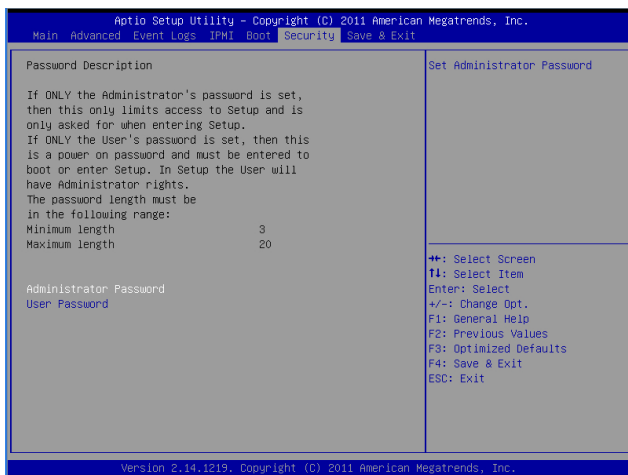 Aptio Setup Utility – Copyright (C) 2011 American Megatrends, Inc.
Main Advanced Event Logs IPMI Boot Security Save & Exit
Password Description
If ONLY the Administrator's password is set,
then this only limits access to Setup and is
only asked for when entering Setup.
If ONLY the User's password is set, then this
is a power on password and must be entered to
boot or enter Setup. In Setup the User will
have Administrator rights.
The password length must be
in the following range:
Minimum length 3
Maximum length 20
Administrator Password
User Password
Set Administrator Password
→←: Select Screen
↑↓: Select Item
Enter: Select
+/-: Change Opt.
F1: General Help
F2: Previous Values
F3: Optimized Defaults
F4: Save & Exit
ESC: Exit
Version 2.14.1219. Copyright (C) 2011 American Megatrends, Inc.